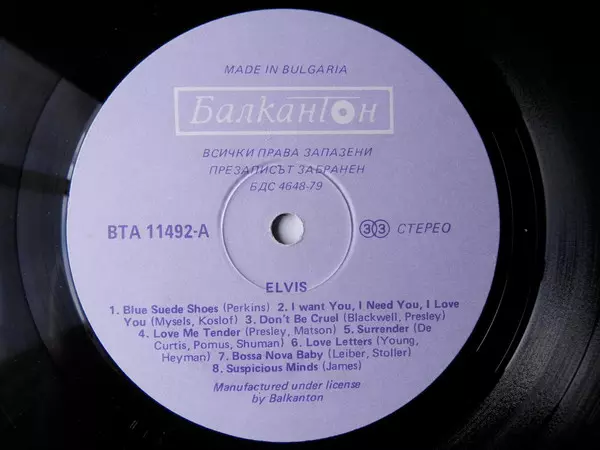 MADE IN BULGARIA
Балкантон
ВСИЧКИ ПРАВА ЗАПАЗЕНИ
ПРЕЗАПИСЪТ ЗАБРАНЕН
БДС 4648-79
ВТА 11492-А
33 СТЕРЕО
ELVIS
1. Blue Suede Shoes (Perkins) 2. I want You, I Need You, I Love
You (Mysels, Koslof) 3. Don't Be Cruel (Blackwell, Presley)
4. Love Me Tender (Presley, Matson) 5. Surrender (De
Curtis, Pomus, Shuman) 6. Love Letters (Young,
Heyman) 7. Bossa Nova Baby (Leiber, Stoller)
8. Suspicious Minds (James)
Manufactured under license
by Balkanton